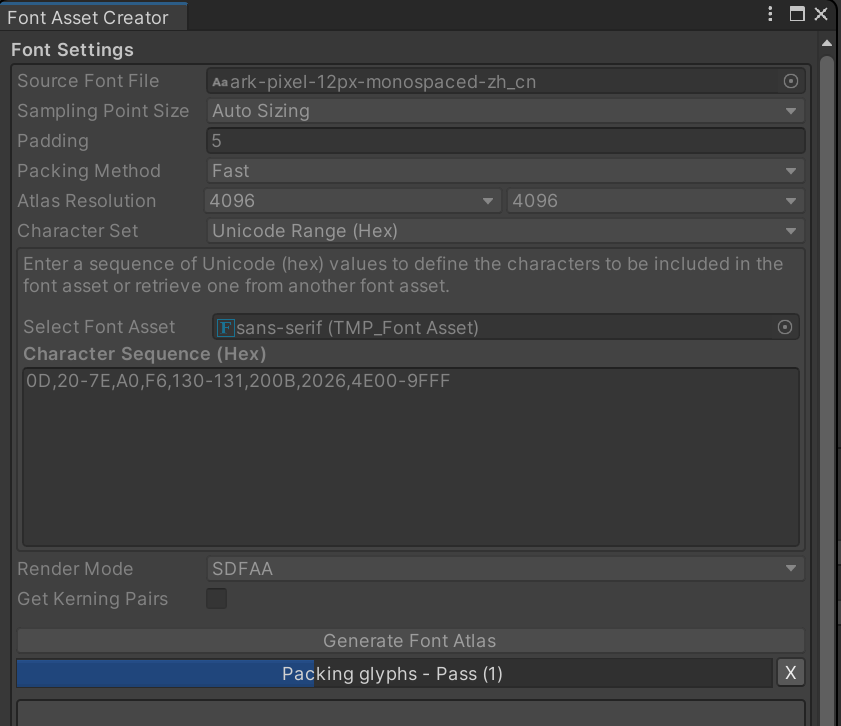 Font Asset Creator
Font Settings
Source Font File Aa ark-pixel-12px-monospaced-zh_cn
Sampling Point Size Auto Sizing
Padding 5
Packing Method Fast
Atlas Resolution 4096 4096
Character Set Unicode Range (Hex)
Enter a sequence of Unicode (hex) values to define the characters to be included in the
font asset or retrieve one from another font asset.
Select Font Asset F sans-serif (TMP_Font Asset)
Character Sequence (Hex)
0D,20-7E,A0,F6,130-131,200B,2026,4E00-9FFF
Render Mode SDFAA
Get Kerning Pairs
Generate Font Atlas
Packing glyphs - Pass (1) X